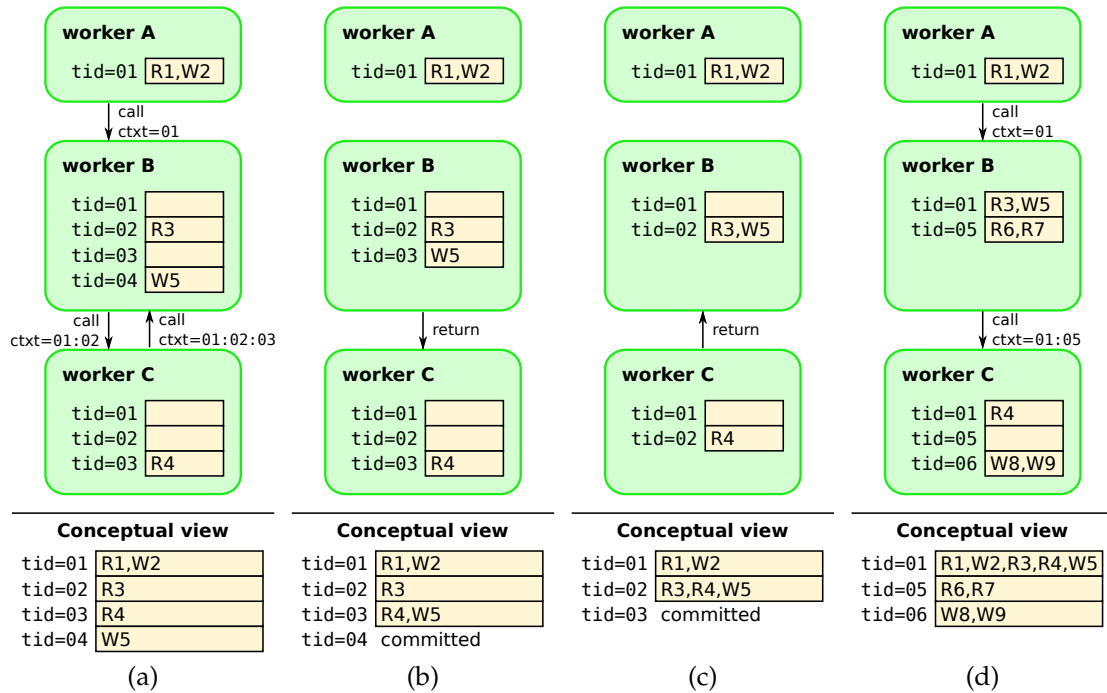 worker A
tid=01 R1,W2
call
ctxt=01
worker B
tid=01
tid=02 R3
tid=03
tid=04 W5
call
ctxt=01:02
call
ctxt=01:02:03
worker C
tid=01
tid=02
tid=03 R4
Conceptual view
tid=01 R1,W2
tid=02 R3
tid=03 R4
tid=04 W5
(a)
worker A
tid=01 R1,W2
worker B
tid=01
tid=02 R3
tid=03 W5
return
worker C
tid=01
tid=02
tid=03 R4
Conceptual view
tid=01 R1,W2
tid=02 R3
tid=03 R4,W5
tid=04 committed
(b)
worker A
tid=01 R1,W2
worker B
tid=01
tid=02 R3,W5
return
worker C
tid=01
tid=02 R4
Conceptual view
tid=01 R1,W2
tid=02 R3,R4,W5
tid=03 committed
(c)
worker A
tid=01 R1,W2
call
ctxt=01
worker B
tid=01 R3,W5
tid=05 R6,R7
call
ctxt=01:05
worker C
tid=01 R4
tid=05
tid=06 W8,W9
Conceptual view
tid=01 R1,W2,R3,R4,W5
tid=05 R6,R7
tid=06 W8,W9
(d)